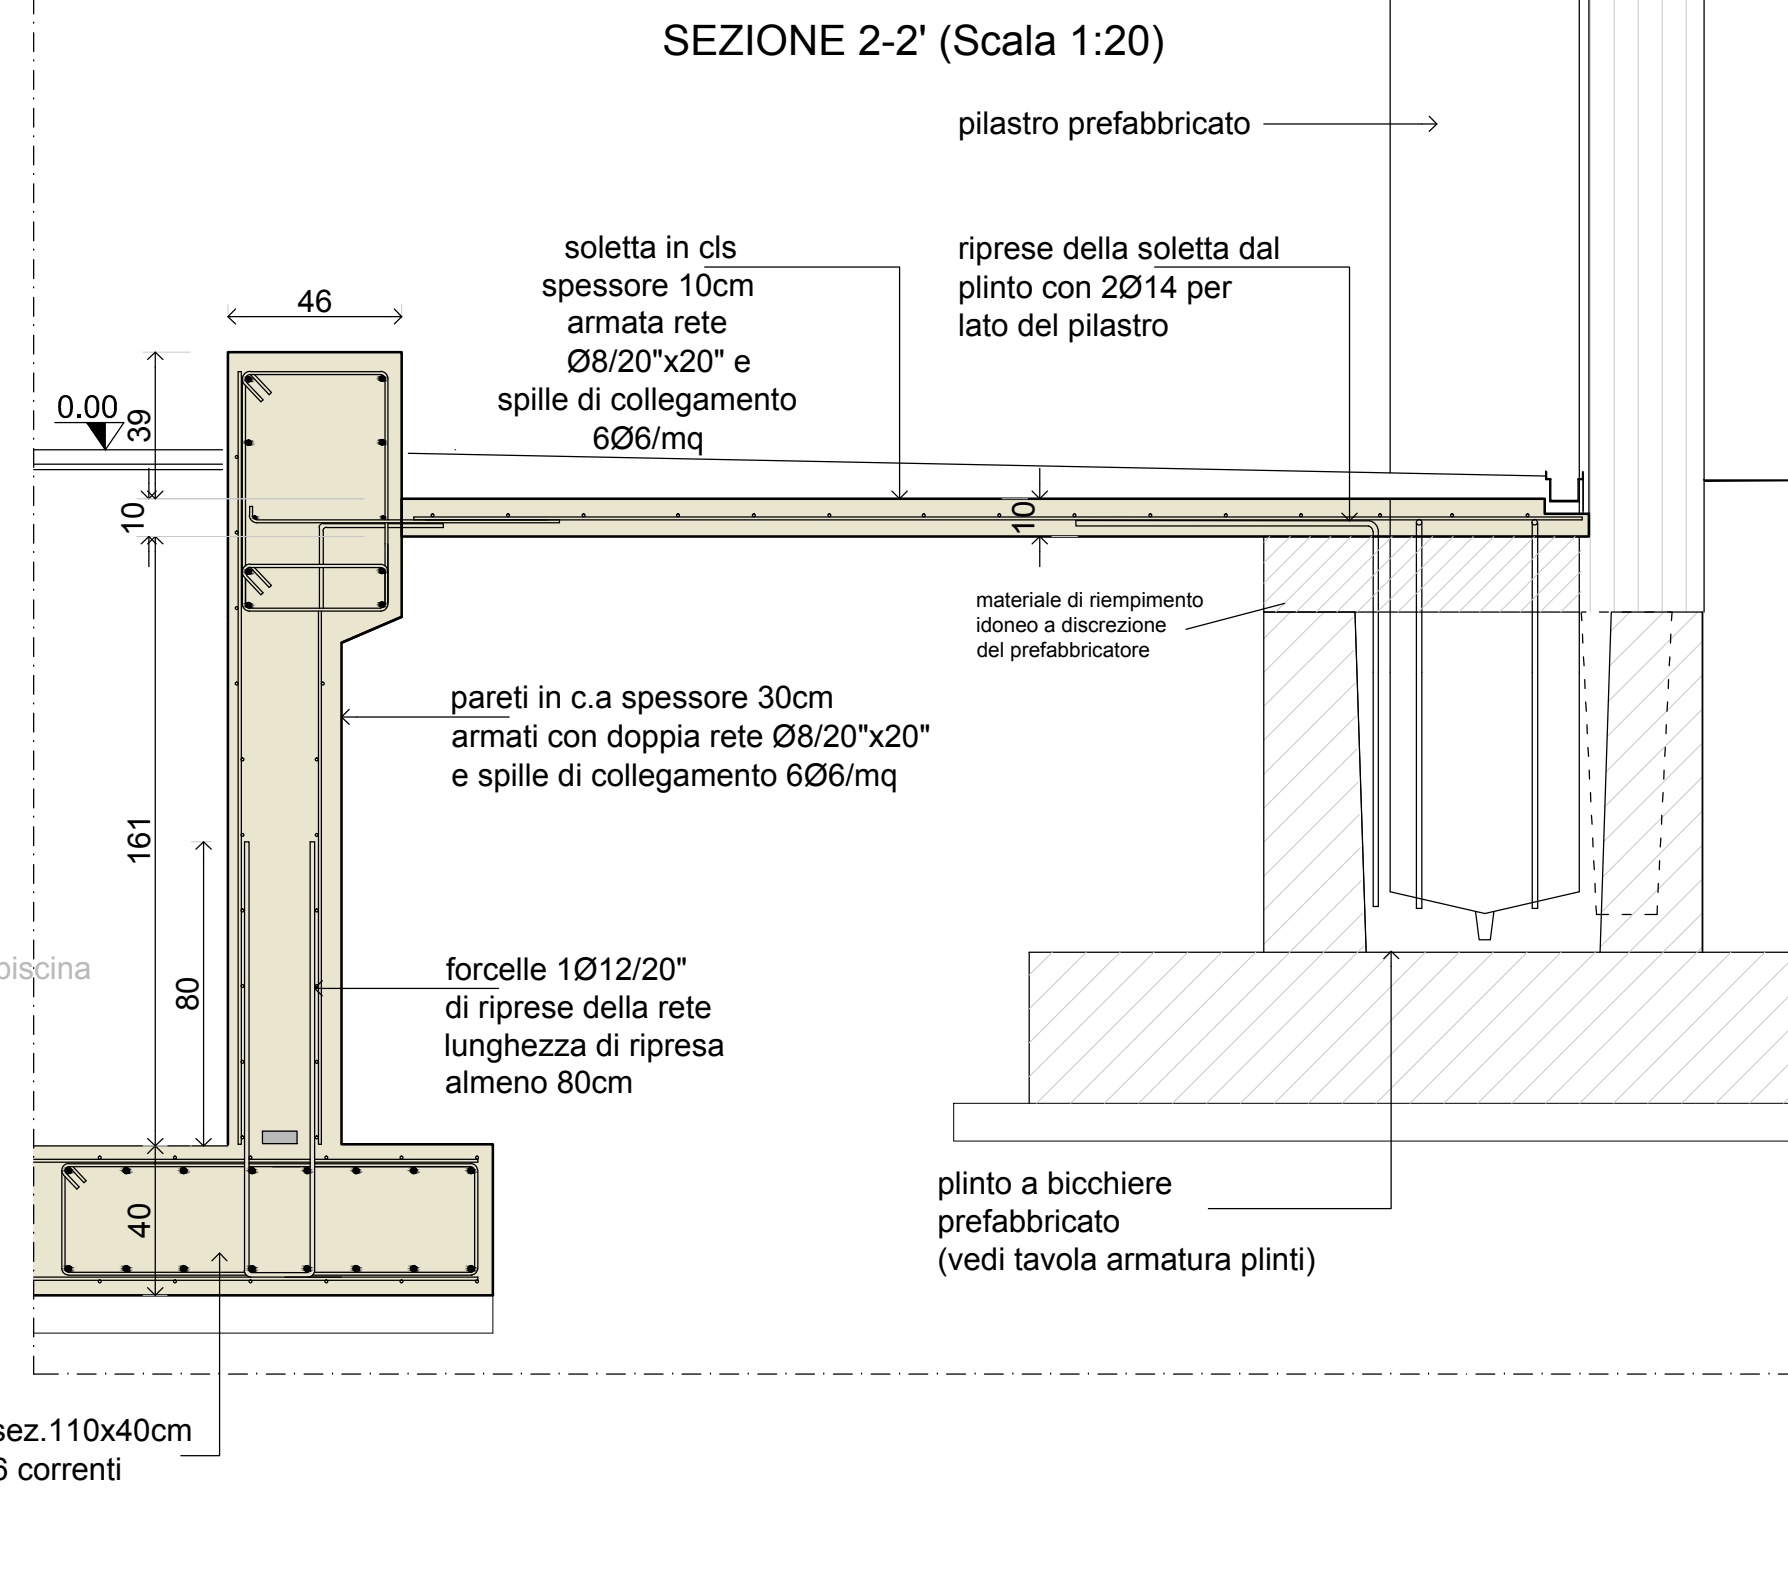 SEZIONE 2-2' (Scala 1:20)
pilastro prefabbricato
soletta in cls
spessore 10cm
armata rete
Ø8/20"x20" e
spille di collegamento
6Ø6/mq
riprese della soletta dal
plinto con 2Ø14 per
lato del pilastro
46
0.00
39
10
10
materiale di riempimento
idoneo a discrezione
del prefabbricatore
pareti in c.a spessore 30cm
armati con doppia rete Ø8/20"x20"
e spille di collegamento 6Ø6/mq
161
80
piscina
forcelle 1Ø12/20"
di riprese della rete
lunghezza di ripresa
almeno 80cm
40
plinto a bicchiere
prefabbricato
(vedi tavola armatura plinti)
sez.110x40cm
6 correnti